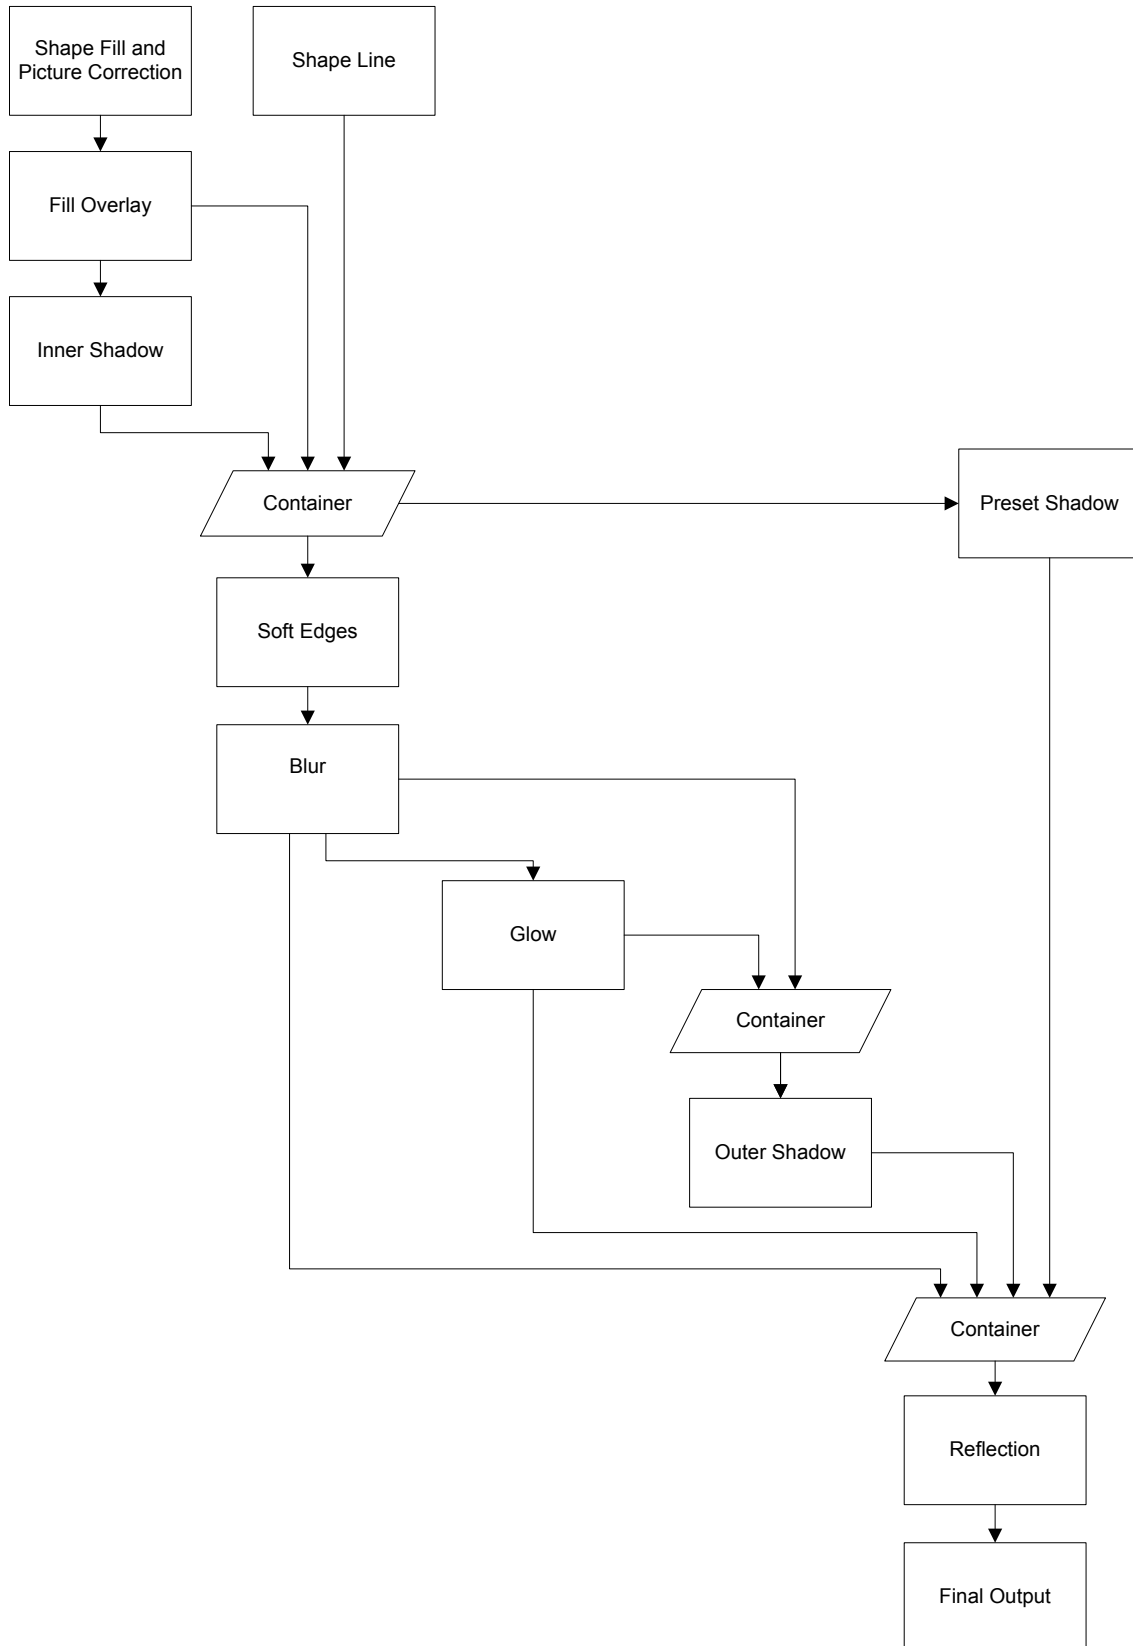 Shape Fill and
Picture Correction
Shape Line
Fill Overlay
Inner Shadow
Container
Preset Shadow
Soft Edges
Blur
Glow
Container
Outer Shadow
Container
Reflection
Final Output